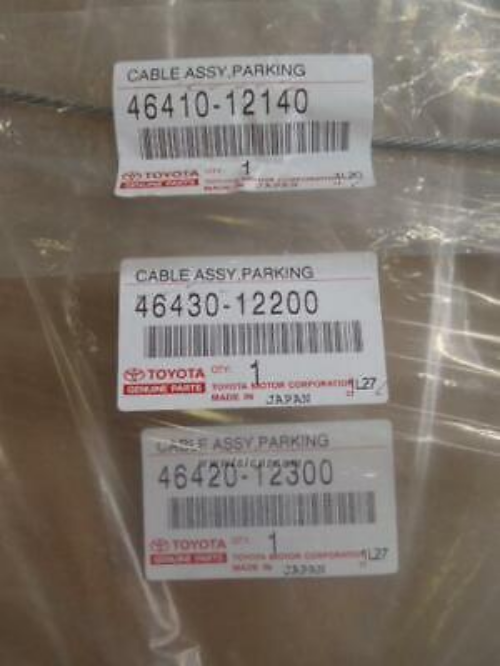 CABLE ASSY,PARKING
46410-12140
TOYOTA QTY. 1
GENUINE PARTS
MADE IN JAPAN
CABLE ASSY,PARKING
46430-12200
TOYOTA QTY. 1
GENUINE PARTS TOYOTA MOTOR CORPORATION 1L27
MADE IN JAPAN
CABLE ASSY,PARKING
46420-12300
TOYOTA QTY. 1
GENUINE PARTS TOYOTA MOTOR CORPORATION 1L27
MADE IN JAPAN